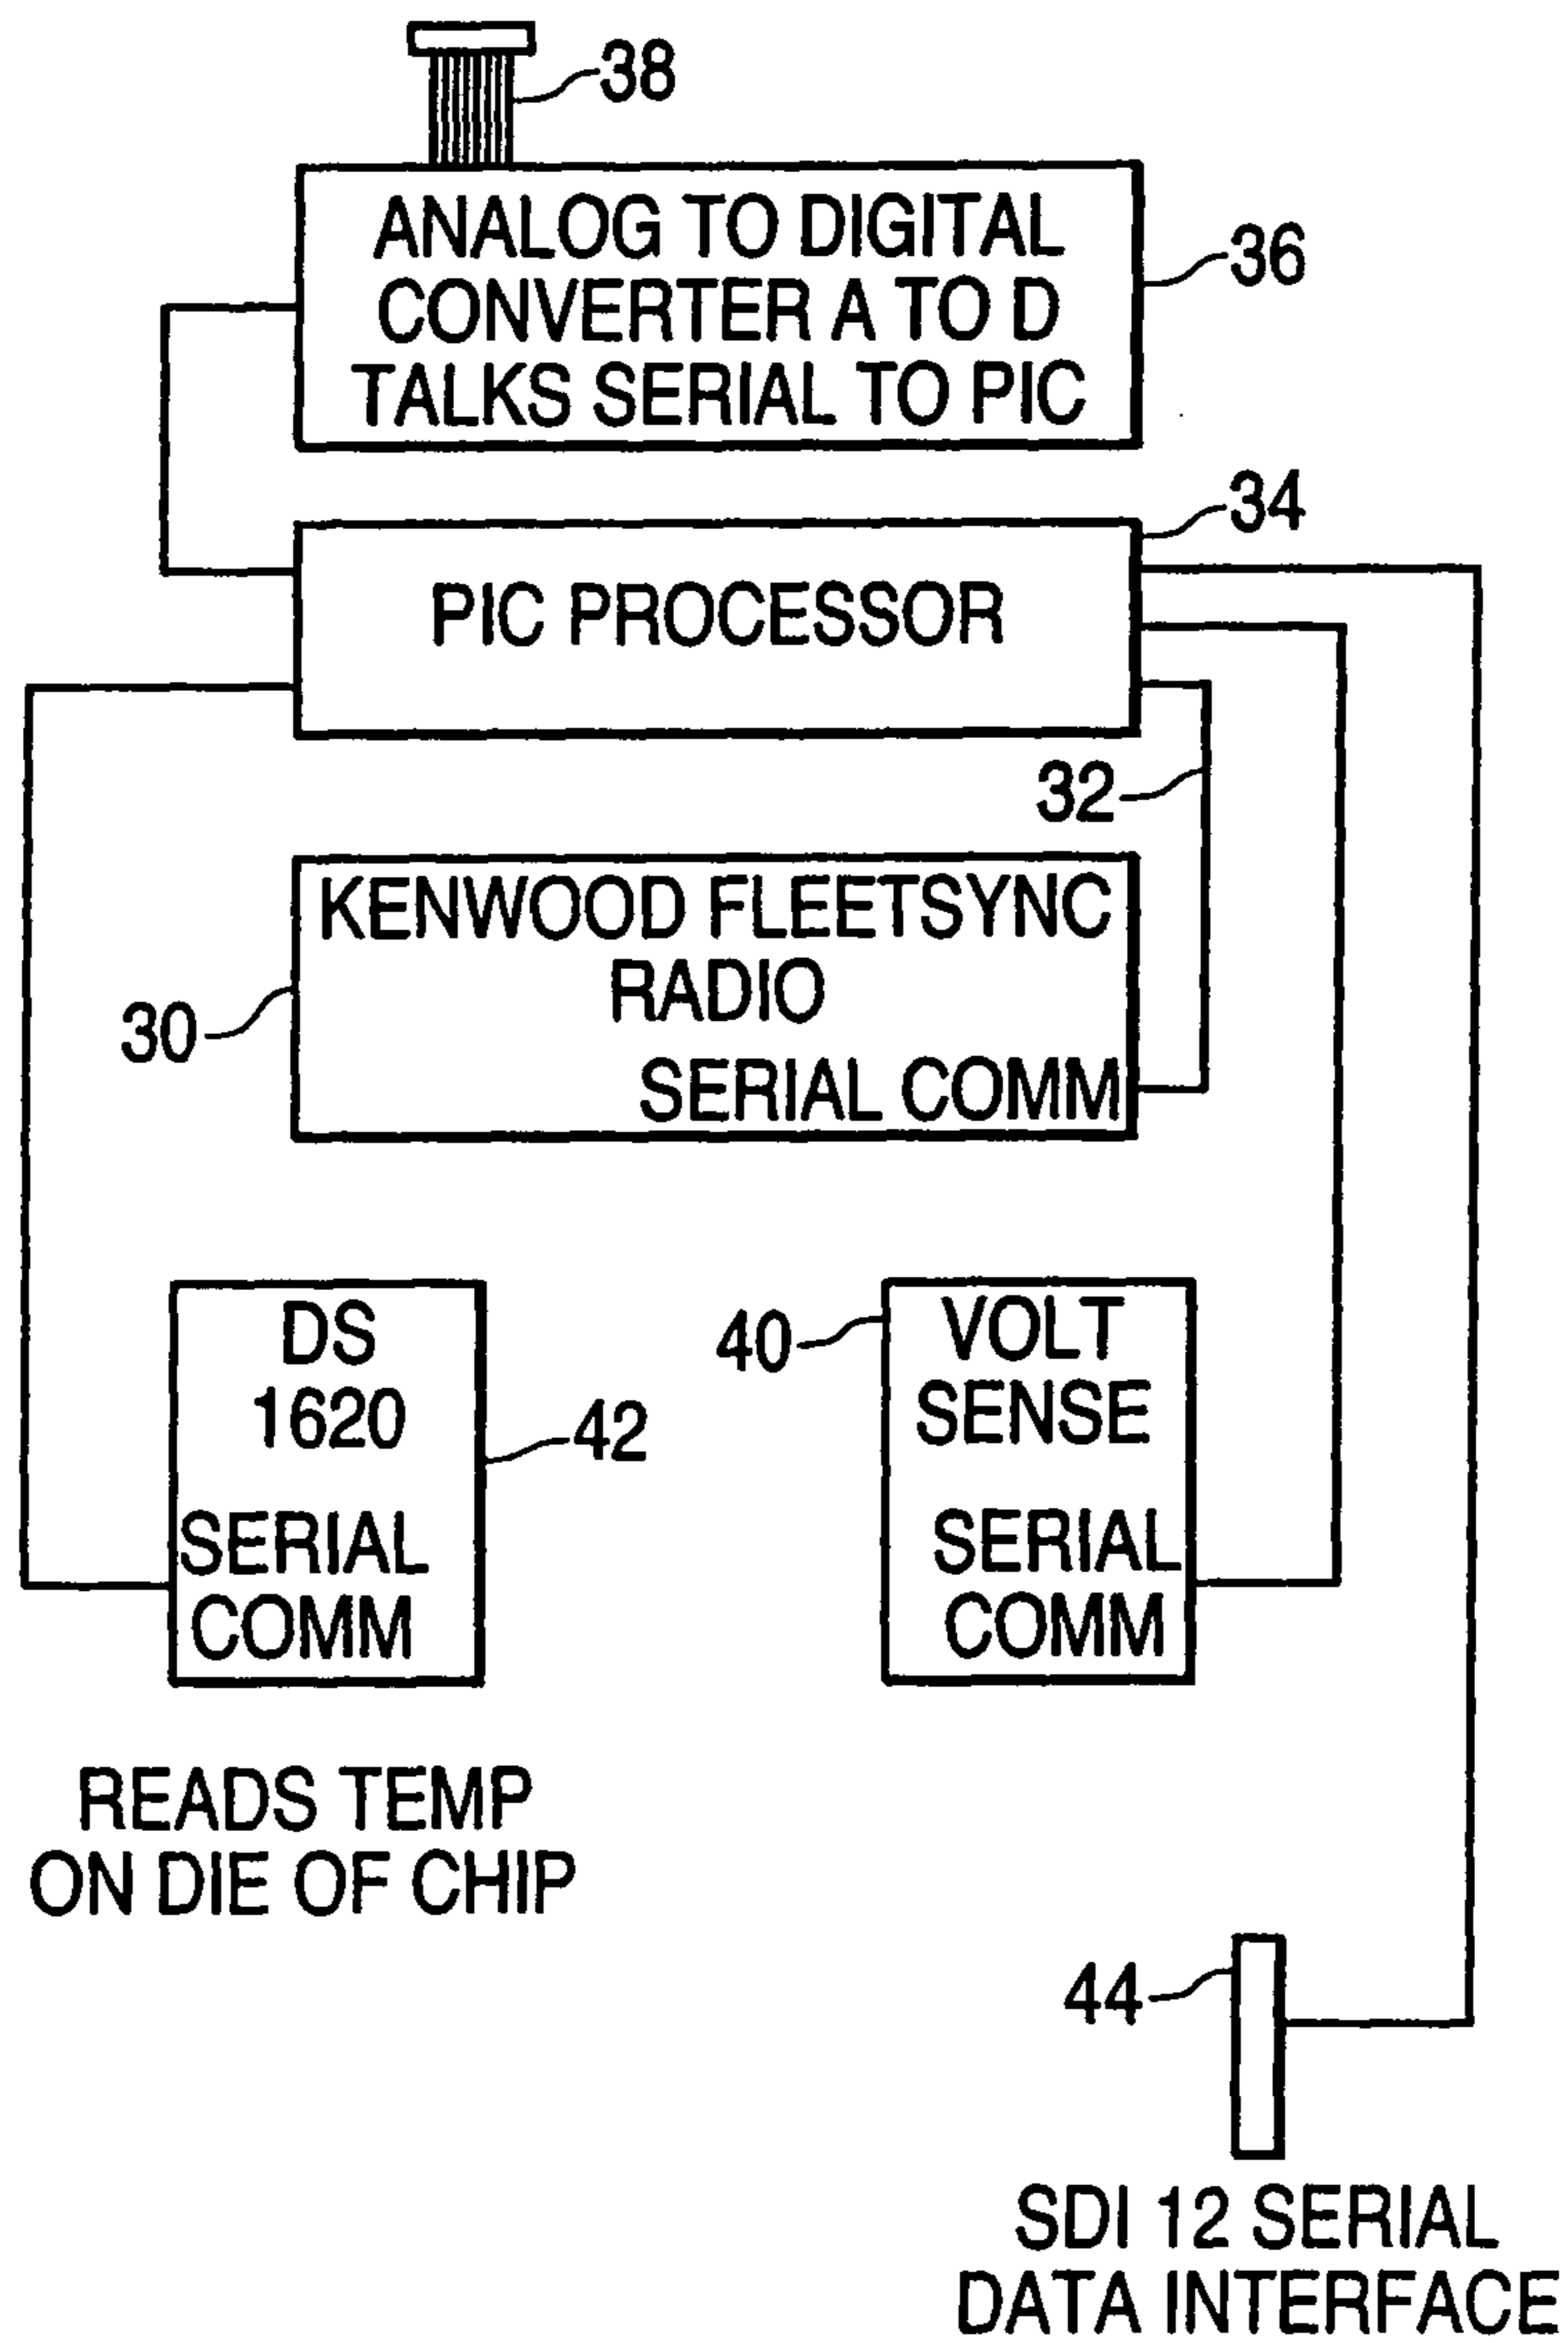 38
ANALOG TO DIGITAL
CONVERTER A TO D
TALKS SERIAL TO PIC
36
34
PIC PROCESSOR
32
KENWOOD FLEETSYNC
RADIO
SERIAL COMM
30
DS
1620
SERIAL
COMM
42
40
VOLT
SENSE
SERIAL
COMM
READS TEMP
ON DIE OF CHIP
44
SDI 12 SERIAL
DATA INTERFACE